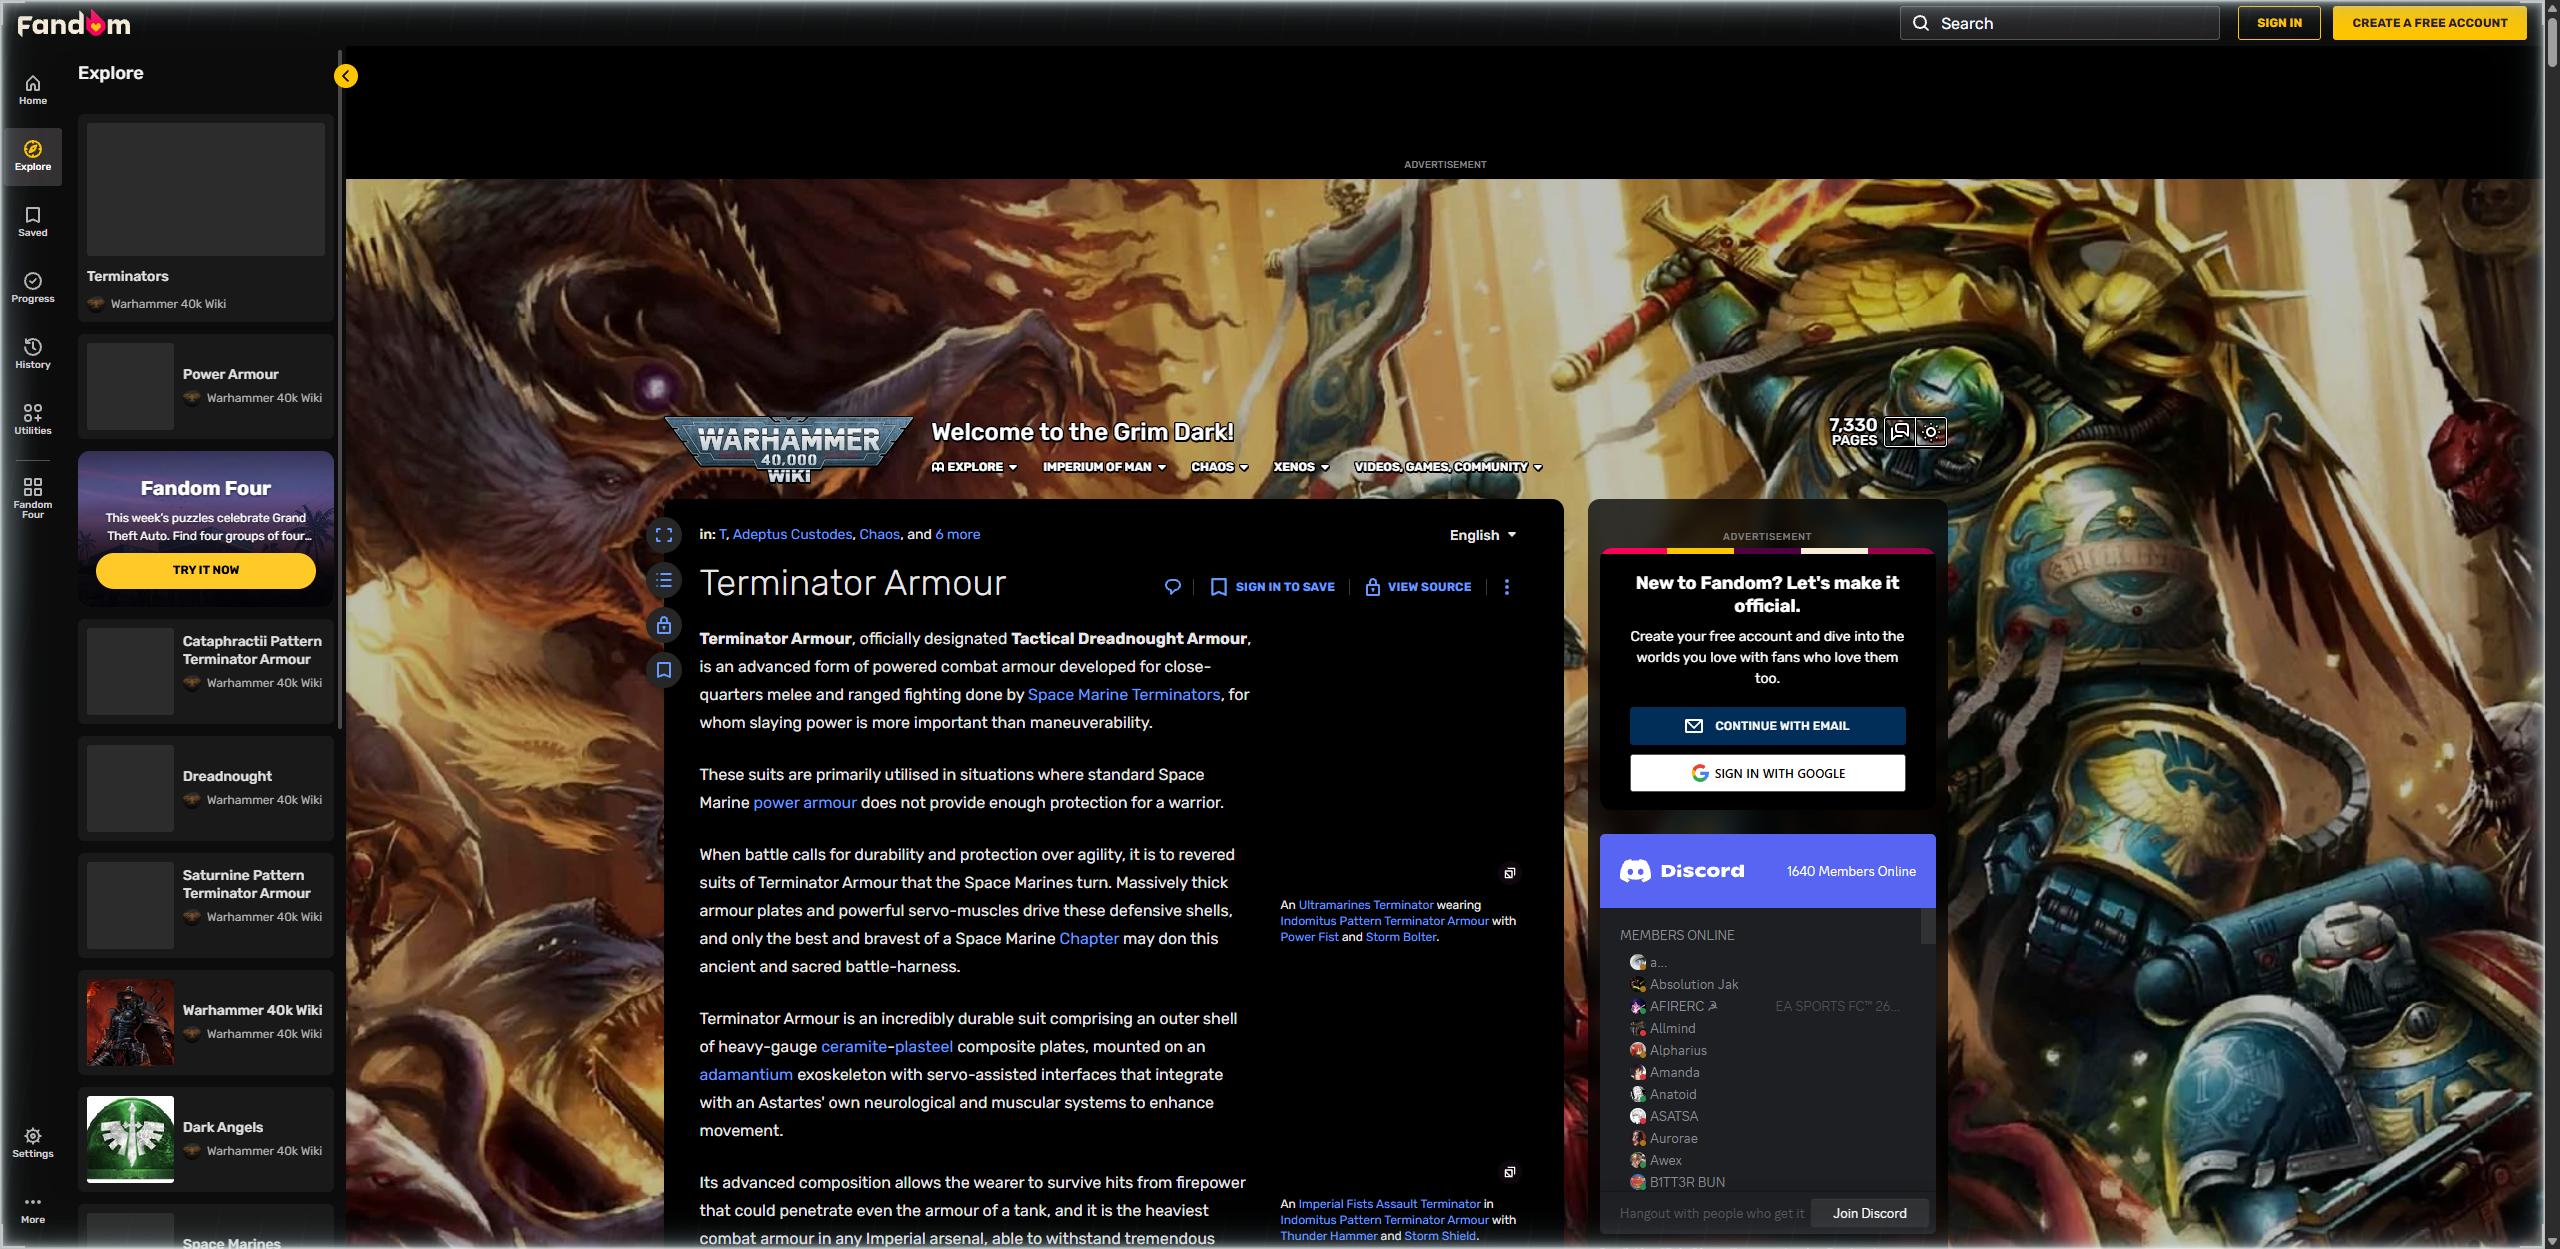 Fandom
Search
SIGN IN
CREATE A FREE ACCOUNT
Home
Explore
Saved
Progress
History
Utilities
Fandom
Four
Settings
More
Explore
Terminators
Warhammer 40k Wiki
Power Armour
Warhammer 40k Wiki
Fandom Four
This week's puzzles celebrate Grand
Theft Auto. Find four groups of four...
TRY IT NOW
Cataphractii Pattern
Terminator Armour
Warhammer 40k Wiki
Dreadnought
Warhammer 40k Wiki
Saturnine Pattern
Terminator Armour
Warhammer 40k Wiki
Warhammer 40k Wiki
Warhammer 40k Wiki
Dark Angels
Warhammer 40k Wiki
Space Marines
ADVERTISEMENT
WARHAMMER
40,000
WIKI
Welcome to the Grim Dark!
EXPLORE
IMPERIUM OF MAN
CHAOS
XENOS
VIDEOS, GAMES, COMMUNITY
7,330
PAGES
in: T, Adeptus Custodes, Chaos, and 6 more
English
Terminator Armour
SIGN IN TO SAVE
VIEW SOURCE
Terminator Armour, officially designated Tactical Dreadnought Armour,
is an advanced form of powered combat armour developed for close-
quarters melee and ranged fighting done by Space Marine Terminators, for
whom slaying power is more important than maneuverability.
These suits are primarily utilised in situations where standard Space
Marine power armour does not provide enough protection for a warrior.
When battle calls for durability and protection over agility, it is to revered
suits of Terminator Armour that the Space Marines turn. Massively thick
armour plates and powerful servo-muscles drive these defensive shells,
and only the best and bravest of a Space Marine Chapter may don this
ancient and sacred battle-harness.
Terminator Armour is an incredibly durable suit comprising an outer shell
of heavy-gauge ceramite-plasteel composite plates, mounted on an
adamantium exoskeleton with servo-assisted interfaces that integrate
with an Astartes' own neurological and muscular systems to enhance
movement.
Its advanced composition allows the wearer to survive hits from firepower
that could penetrate even the armour of a tank, and it is the heaviest
combat armour in any Imperial arsenal, able to withstand tremendous
An Ultramarines Terminator wearing
Indomitus Pattern Terminator Armour with
Power Fist and Storm Bolter.
An Imperial Fists Assault Terminator in
Indomitus Pattern Terminator Armour with
Thunder Hammer and Storm Shield.
ADVERTISEMENT
New to Fandom? Let's make it
official.
Create your free account and dive into the
worlds you love with fans who love them
too.
CONTINUE WITH EMAIL
SIGN IN WITH GOOGLE
Discord
1640 Members Online
MEMBERS ONLINE
a...
Absolution Jak
AFIRERC
EA SPORTS FC™ 26...
Allmind
Alpharius
Amanda
Anatoid
ASATSA
Aurorae
Awex
B1TT3R BUN
Hangout with people who get it
Join Discord